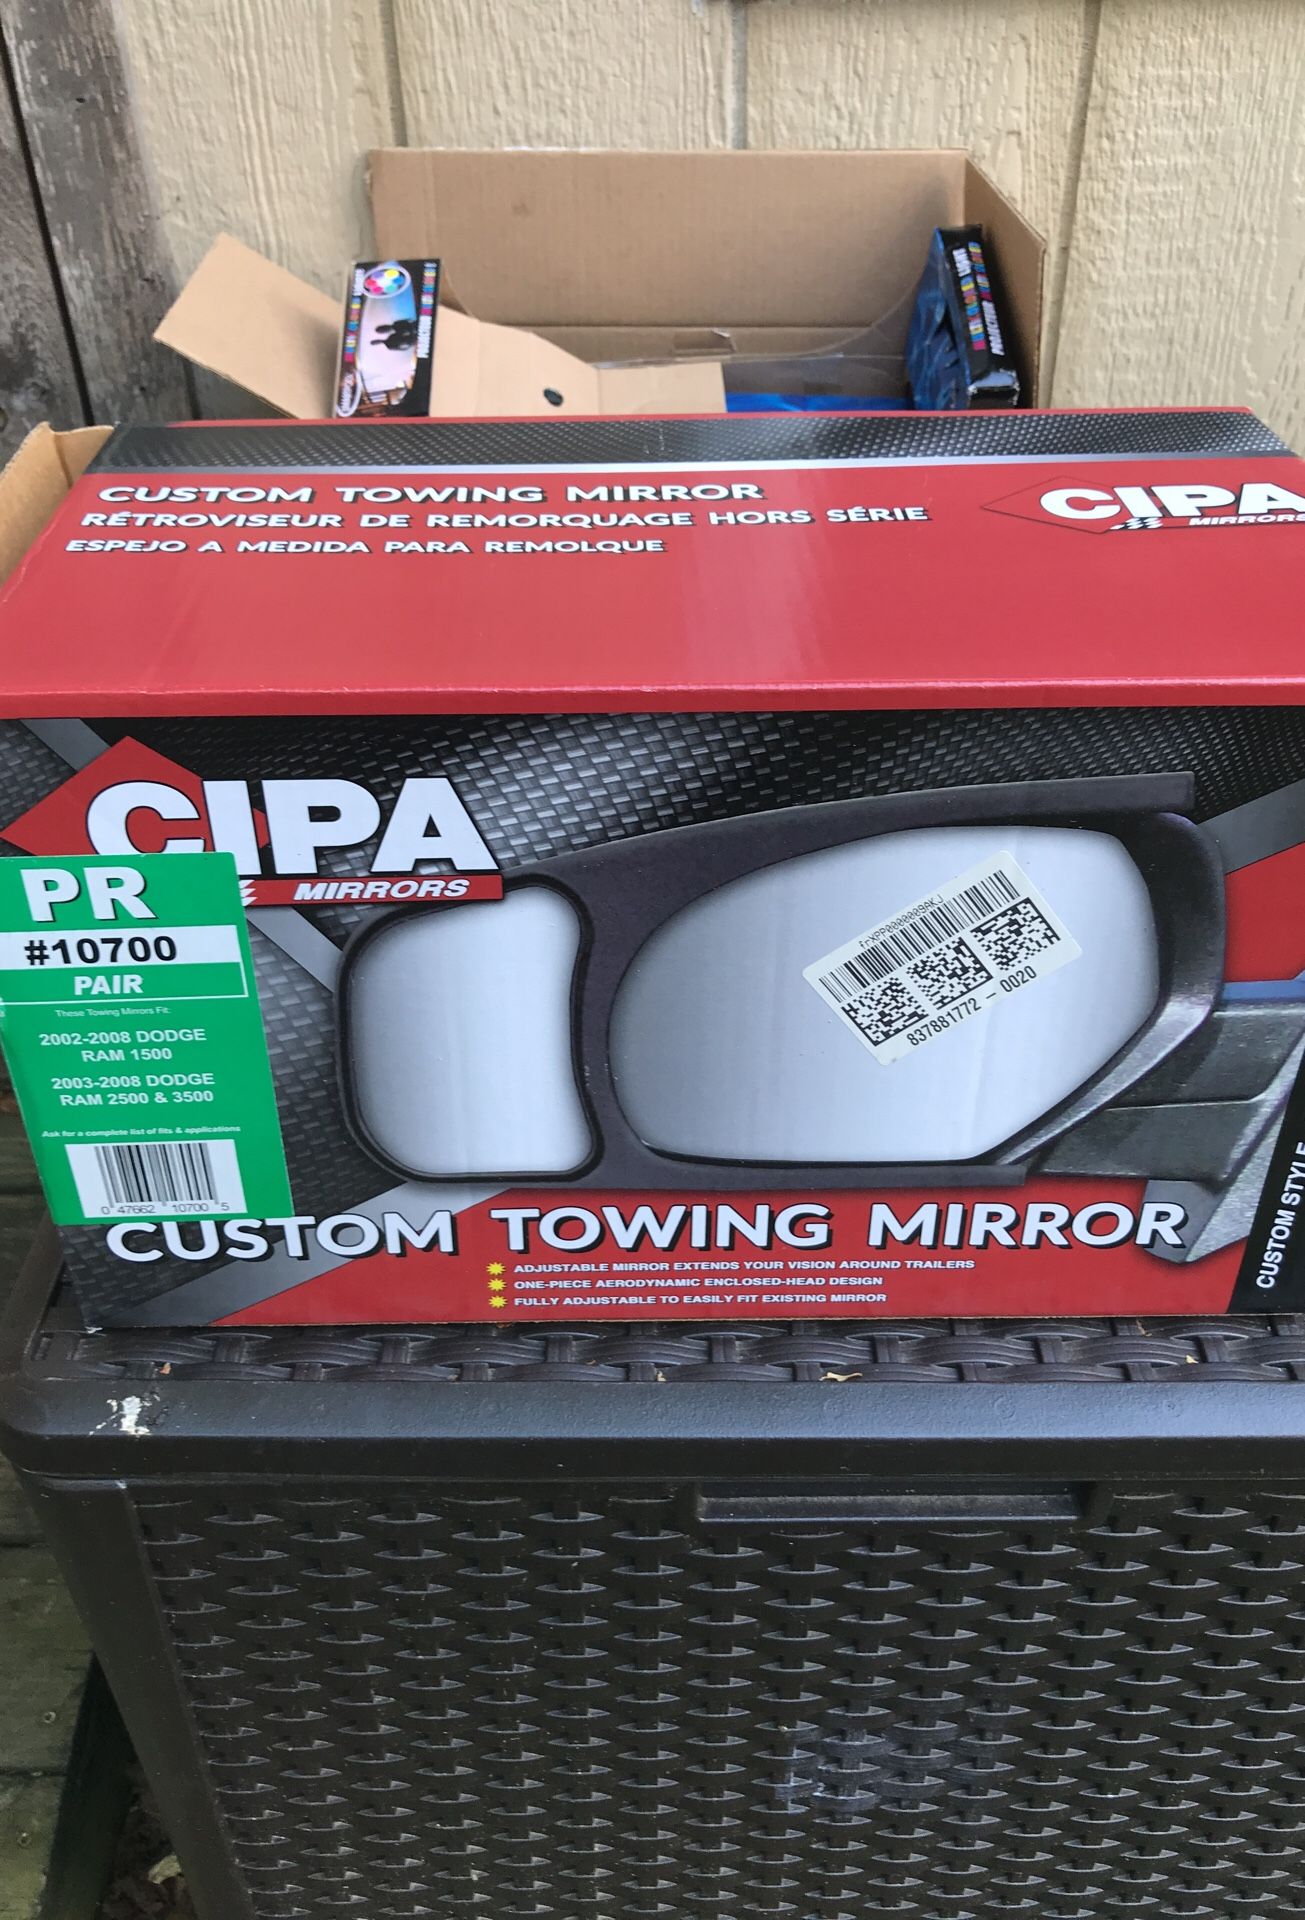 CUSTOM TOWING MIRROR
RÉTROVISEUR DE REMORQUAGE HORS SÉRIE
ESPEJO A MEDIDA PARA REMOLQUE
CIPA
MIRRORS
CIPA
MIRRORS
PR
#10700
PAIR
These Towing Mirrors Fit:
2002-2008 DODGE
RAM 1500
2003-2008 DODGE
RAM 2500 & 3500
Ask for a complete list of fits & applications
0 47662 10700 5
frXPP0000009AKJ
837881772 - 0020
CUSTOM TOWING MIRROR
ADJUSTABLE MIRROR EXTENDS YOUR VISION AROUND TRAILERS
ONE-PIECE AERODYNAMIC ENCLOSED-HEAD DESIGN
FULLY ADJUSTABLE TO EASILY FIT EXISTING MIRROR
CUSTOM STYLE